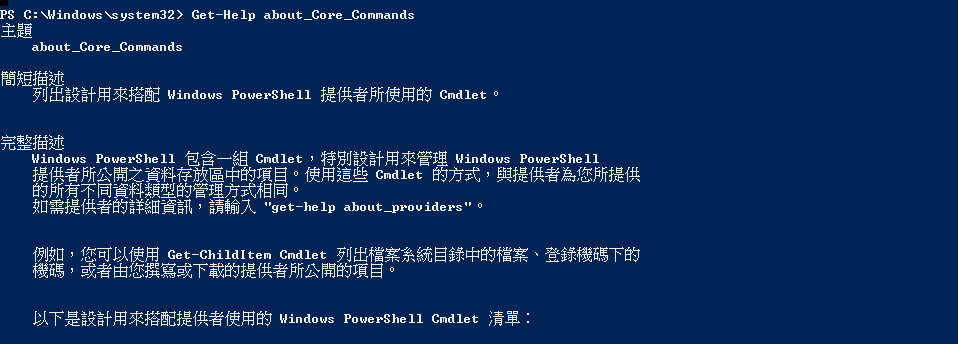 PS C:\Windows\system32> Get-Help about_Core_Commands
主題
about_Core_Commands
簡短描述
列出設計用來搭配 Windows PowerShell 提供者所使用的 Cmdlet。
完整描述
Windows PowerShell 包含一組 Cmdlet，特別設計用來管理 Windows PowerShell
提供者所公開之資料存放區中的項目。使用這些 Cmdlet 的方式，與提供者為您所提供
的所有不同資料類型的管理方式相同。
如需提供者的詳細資訊，請輸入 "get-help about_providers"。
例如，您可以使用 Get-ChildItem Cmdlet 列出檔案系統目錄中的檔案、登錄機碼下的
機碼，或者由您撰寫或下載的提供者所公開的項目。
以下是設計用來搭配提供者使用的 Windows PowerShell Cmdlet 清單：